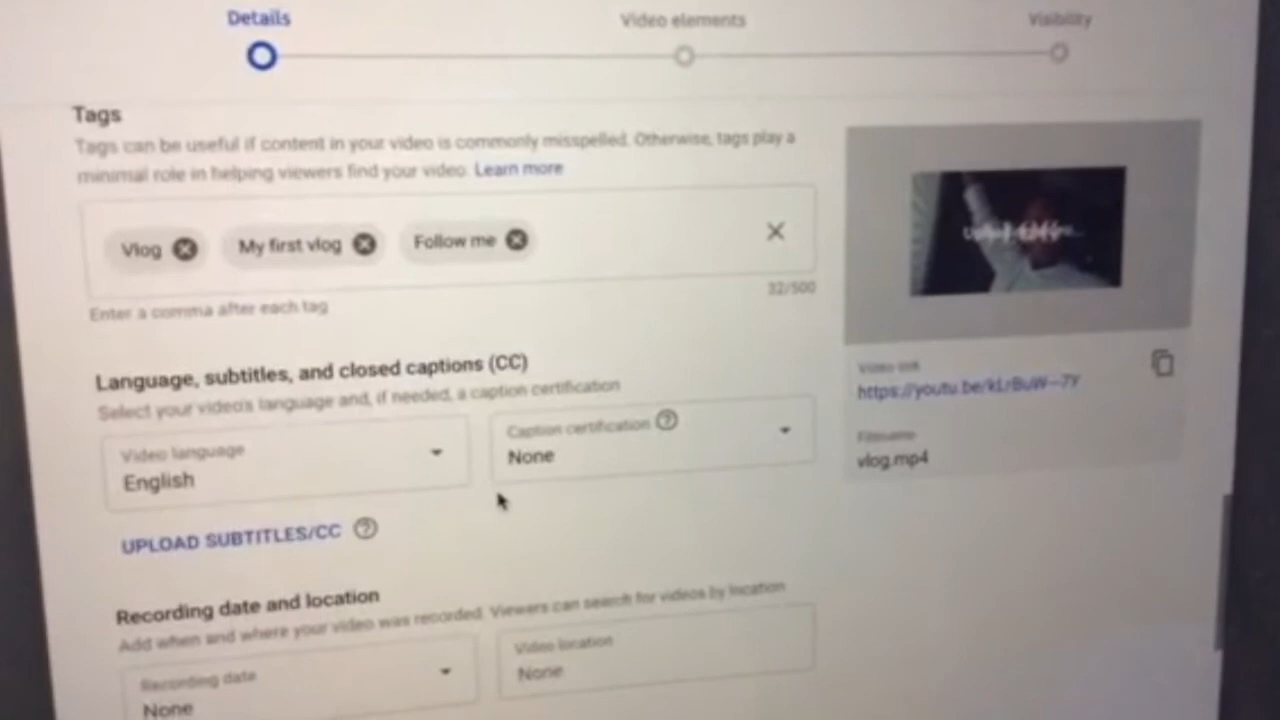 Details
Video elements
Visibility
Tags
Tags can be useful if content in your video is commonly misspelled. Otherwise, tags play a
minimal role in helping viewers find your video. Learn more
Vlog
My first vlog
Follow me
32/500
Enter a comma after each tag
Language, subtitles, and closed captions (CC)
Select your video's language and, if needed, a caption certification
Video language
English
Caption certification
None
UPLOAD SUBTITLES/CC
Recording date and location
Add when and where your video was recorded. Viewers can search for videos by location
Recording date
None
Video location
None
Video link
https://youtu.be/
Filename
vlog.mp4